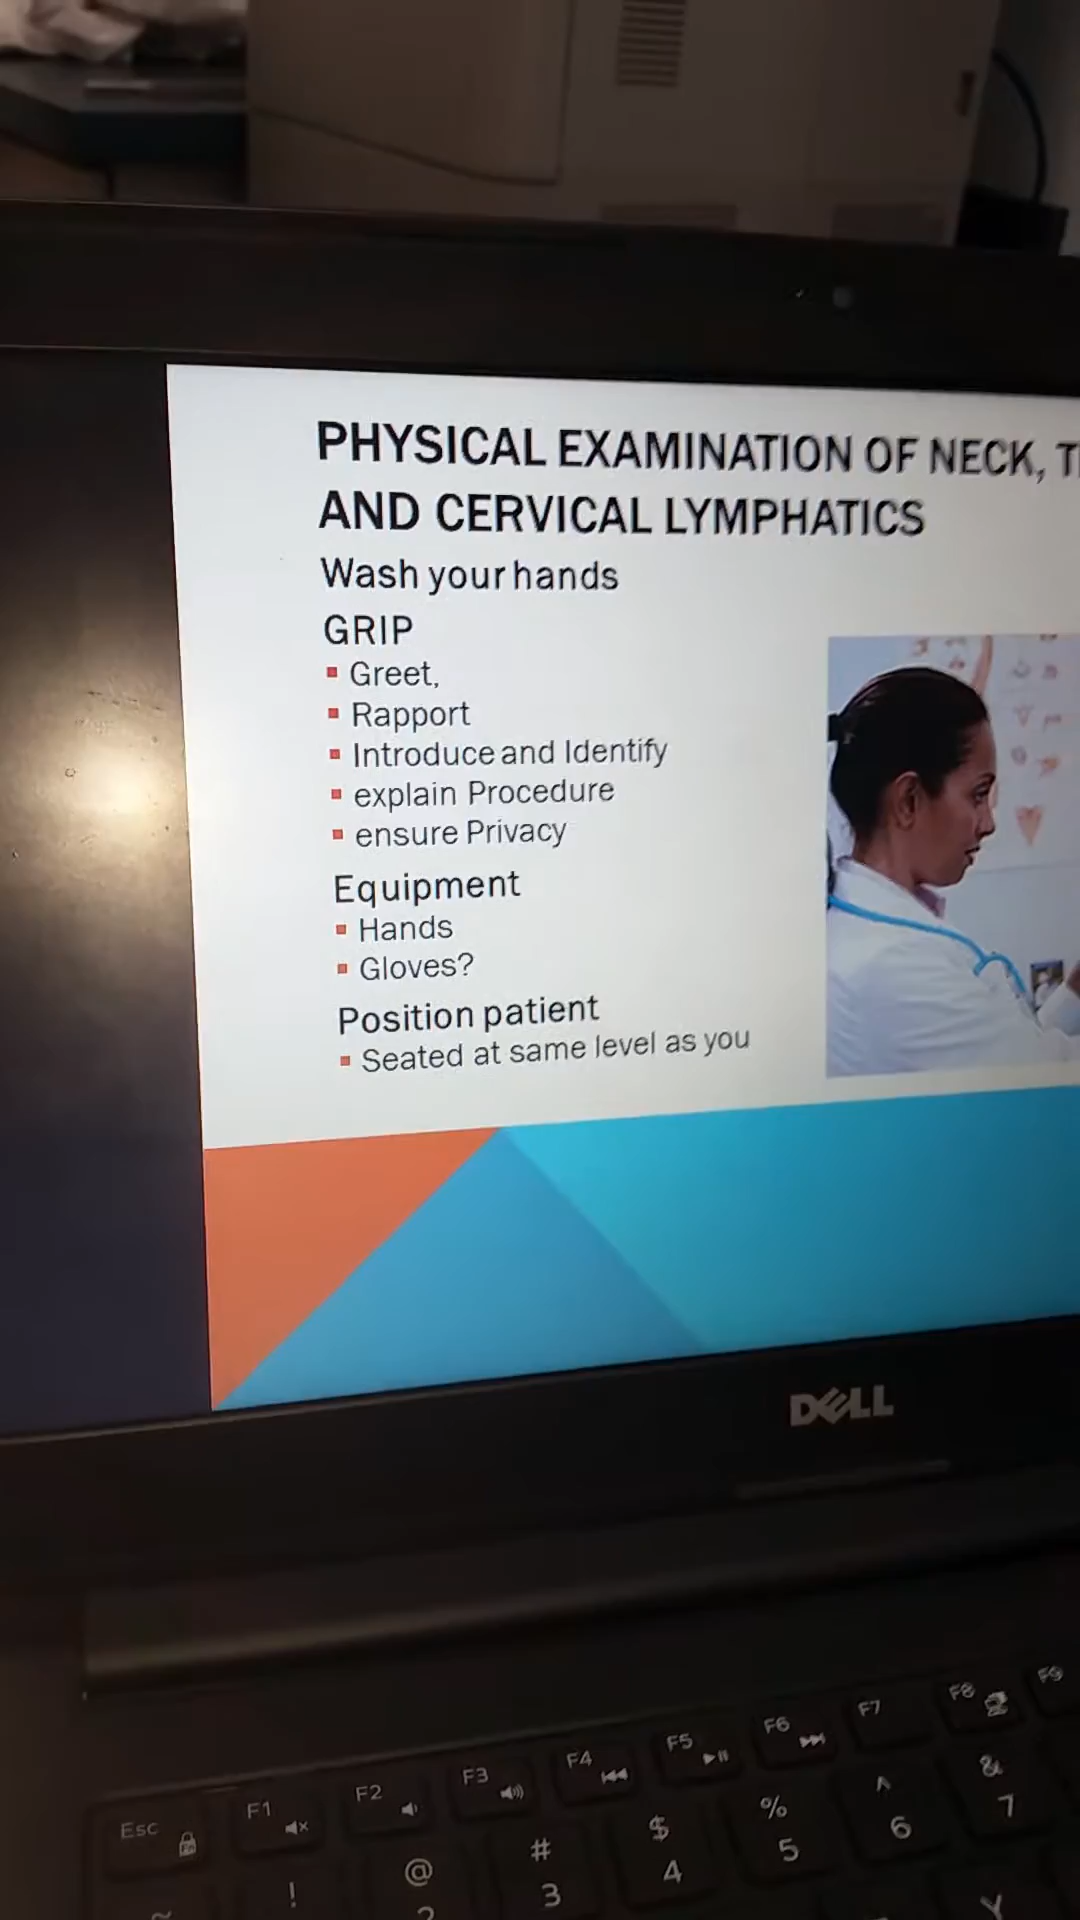 PHYSICAL EXAMINATION OF NECK,
AND CERVICAL LYMPHATICS
Wash your hands
GRIP
Greet,
Rapport
Introduce and Identify
explain Procedure
ensure Privacy
Equipment
Hands
Gloves?
Position patient
Seated at same level as you
DELL
F9
F8
F7
F6
F5
F4
F3
F2
F1
Esc
& 7
^ 6
% 5
$ 4
# 3
@ 2
!
~
Y